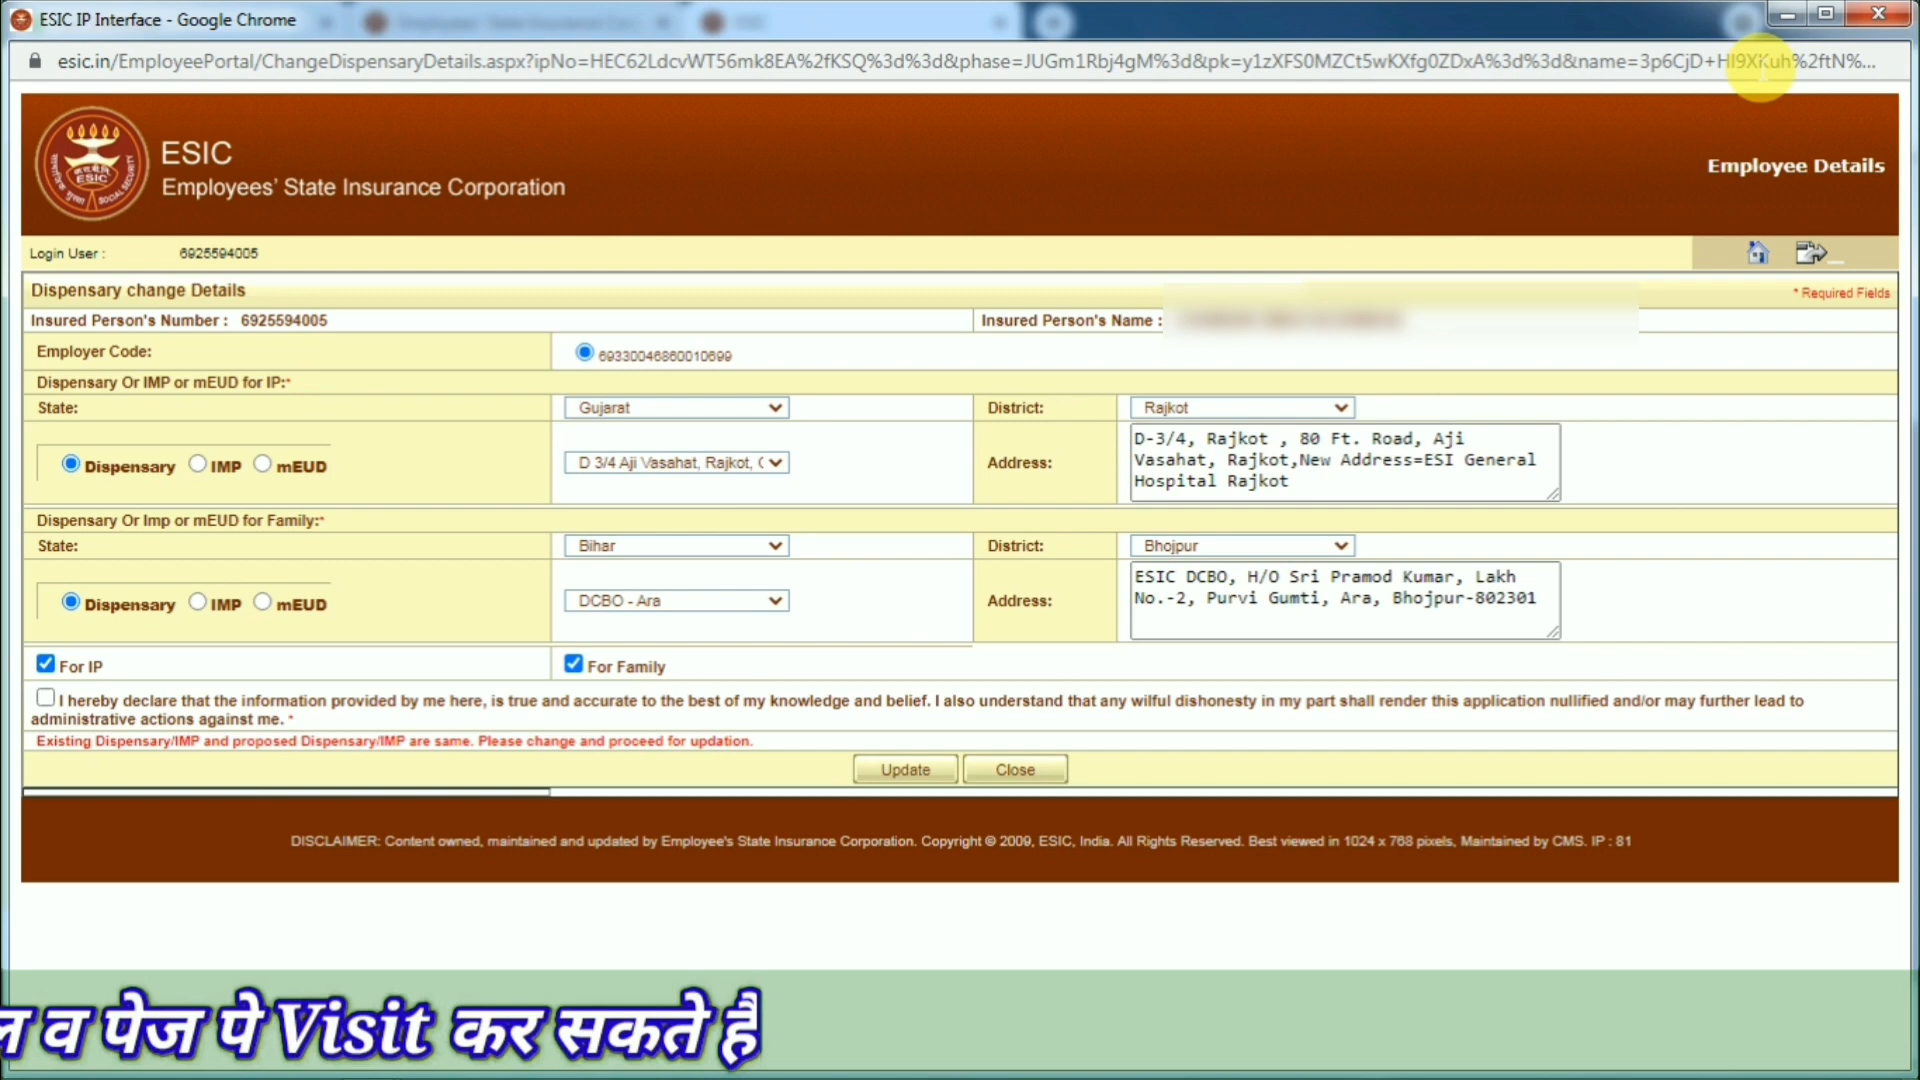 ESIC IP Interface - Google Chrome
esic.in/EmployeePortal/ChangeDispensaryDetails.aspx?ipNo=HEC62LdcvWT56mk8EA%2fKSQ%3d%3d&phase=JUGm1Rbj4gM%3d&pk=y1zXFS0MZCt5wKXfg0ZDxA%3d%3d&name=3p6CjD+HI9XKuh%2ftN%...
ESIC
Employees' State Insurance Corporation
Employee Details
Login User : 6925594005
Dispensary change Details
* Required Fields
Insured Person's Number : 6925594005 Insured Person's Name :
Employer Code: 69330046860010699
Dispensary Or IMP or mEUD for IP:*
State: Gujarat District: Rajkot
Dispensary IMP mEUD D 3/4 Aji Vasahat, Rajkot, ( Address:
D-3/4, Rajkot , 80 Ft. Road, Aji
Vasahat, Rajkot,New Address=ESI General
Hospital Rajkot
Dispensary Or Imp or mEUD for Family:*
State: Bihar District: Bhojpur
Dispensary IMP mEUD DCBO - Ara Address:
ESIC DCBO, H/O Sri Pramod Kumar, Lakh
No.-2, Purvi Gumti, Ara, Bhojpur-802301
For IP For Family
I hereby declare that the information provided by me here, is true and accurate to the best of my knowledge and belief. I also understand that any wilful dishonesty in my part shall render this application nullified and/or may further lead to
administrative actions against me. *
Existing Dispensary/IMP and proposed Dispensary/IMP are same. Please change and proceed for updation.
Update Close
DISCLAIMER: Content owned, maintained and updated by Employee's State Insurance Corporation. Copyright © 2009, ESIC, India. All Rights Reserved. Best viewed in 1024 x 768 pixels, Maintained by CMS. IP : 81
व पेज पे Visit कर सकते हैं